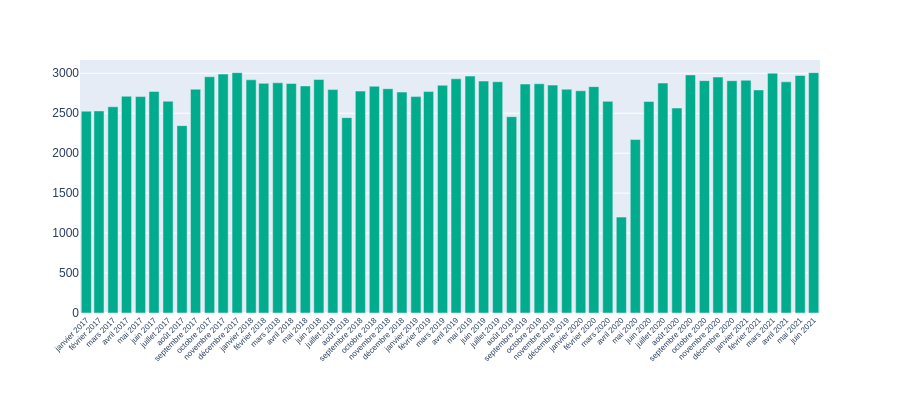 3000
2500
2000
1500
1000
500
0
janvier 2017
février 2017
mars 2017
avril 2017
mai 2017
juin 2017
juillet 2017
août 2017
septembre 2017
octobre 2017
novembre 2017
décembre 2017
janvier 2018
février 2018
mars 2018
avril 2018
mai 2018
juin 2018
juillet 2018
août 2018
septembre 2018
octobre 2018
novembre 2018
décembre 2018
janvier 2019
février 2019
mars 2019
avril 2019
mai 2019
juin 2019
juillet 2019
août 2019
septembre 2019
octobre 2019
novembre 2019
décembre 2019
janvier 2020
février 2020
mars 2020
avril 2020
mai 2020
juin 2020
juillet 2020
août 2020
septembre 2020
octobre 2020
novembre 2020
décembre 2020
janvier 2021
février 2021
mars 2021
avril 2021
mai 2021
juin 2021